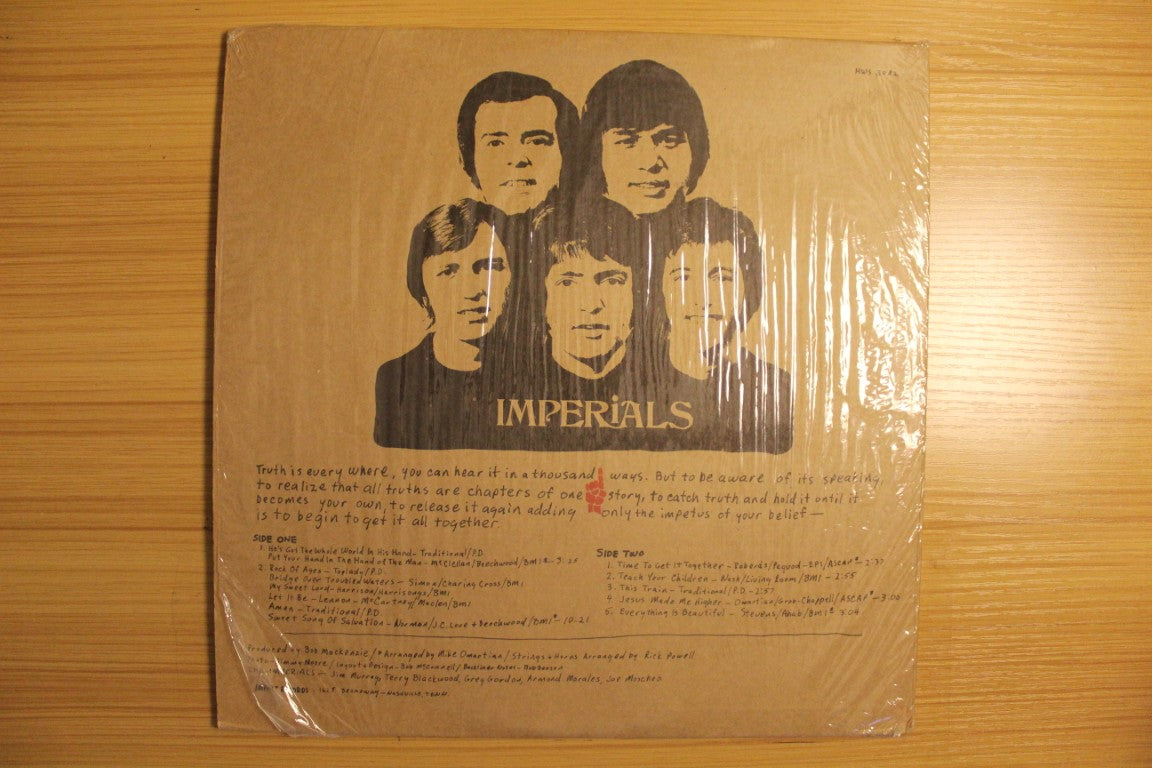 HWS 3082
IMPERiALS
Truth is every where, you can hear it in a thousand ways. But to be aware of its speaking,
to realize that all truths are chapters of one story, to catch truth and hold it until it
becomes your own, to release it again adding only the impetus of your belief —
is to begin to get it all together.
SIDE ONE
1. He's Got The Whole World In His Hand - Traditional/P.D.
Put Your Hand In The Hand of The Man - McClellan/Beechwood/BMI* - 3:25
2. Rock Of Ages - Toplady/P.D.
Bridge Over Troubled Waters - Simon/Charing Cross/BMI
My Sweet Lord - Harrison/Harrisongs/BMI
Let It Be - Lennon - McCartney/Maclen/BMI
Amen - Traditional/P.D.
Sweet Song Of Salvation - Norman/J.C. Love & Beechwood/BMI* - 10:21
SIDE TWO
1. Time To Get It Together - /ASCAP* - 2:37
2. Teach Your Children - Nash/Living Room/BMI - 2:55
3. This Train - Traditional/P.D. - 2:57
4. Jesus Made Me Higher - Omartian/Groo-Chappell/ASCAP* - 3:00
5. Everything Is Beautiful - Stevens/Ahab/BMI* 3:04
Produced by Bob MacKenzie/*Arranged by Mike Omartian/Strings & Horns Arranged by Rick Powell
Moore/Layout & Design - Bob McConnell/
IMPERIALS - Jim Murray, Terry Blackwood, Greg Gordon, Armond Morales, Joe Moscheo
RECORDS - Broadway - NASHVILLE, TENN.